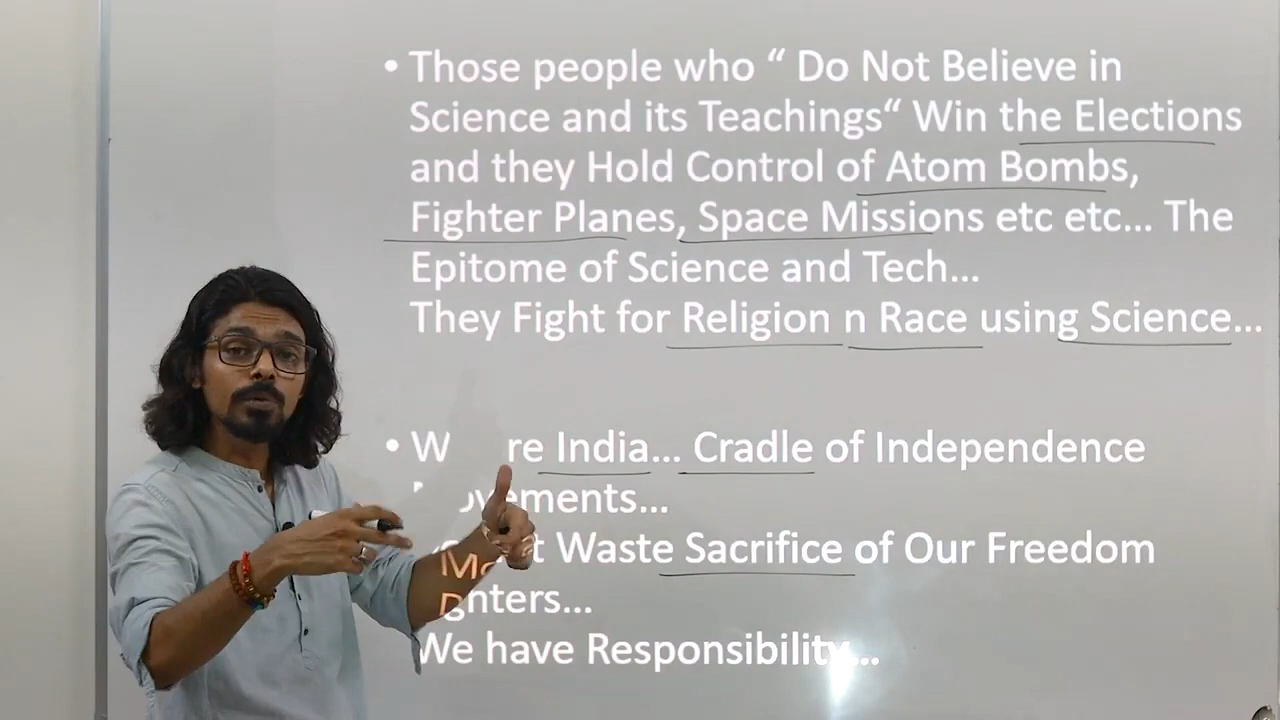 • Those people who “ Do Not Believe in
Science and its Teachings“ Win the Elections
and they Hold Control of Atom Bombs,
Fighter Planes, Space Missions etc etc... The
Epitome of Science and Tech...
They Fight for Religion n Race using Science...
• W re India... Cradle of Independence
ovements...
t Waste Sacrifice of Our Freedom
ghters...
We have Responsibility...